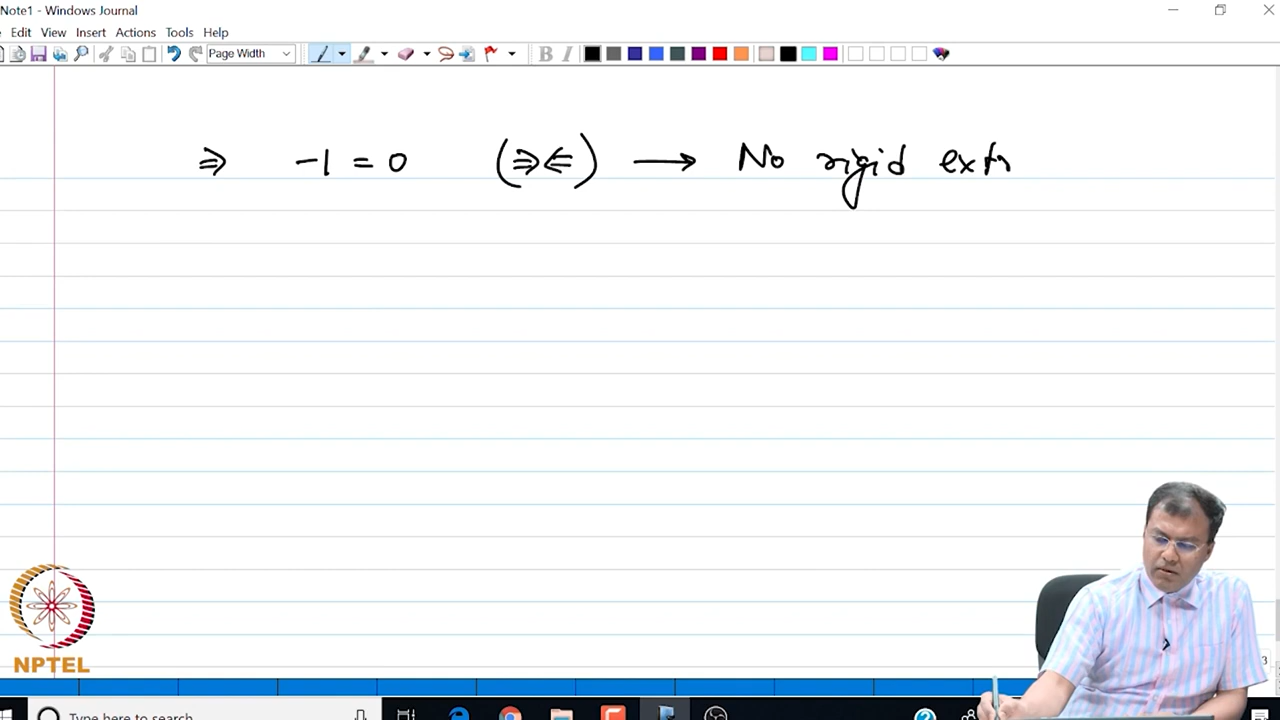 Note1 - Windows Journal
Edit View Insert Actions Tools Help
Page Width
B I
⇒ -1 = 0 (⇒⇐) → No rigid extn
3
NPTEL
Type here to search